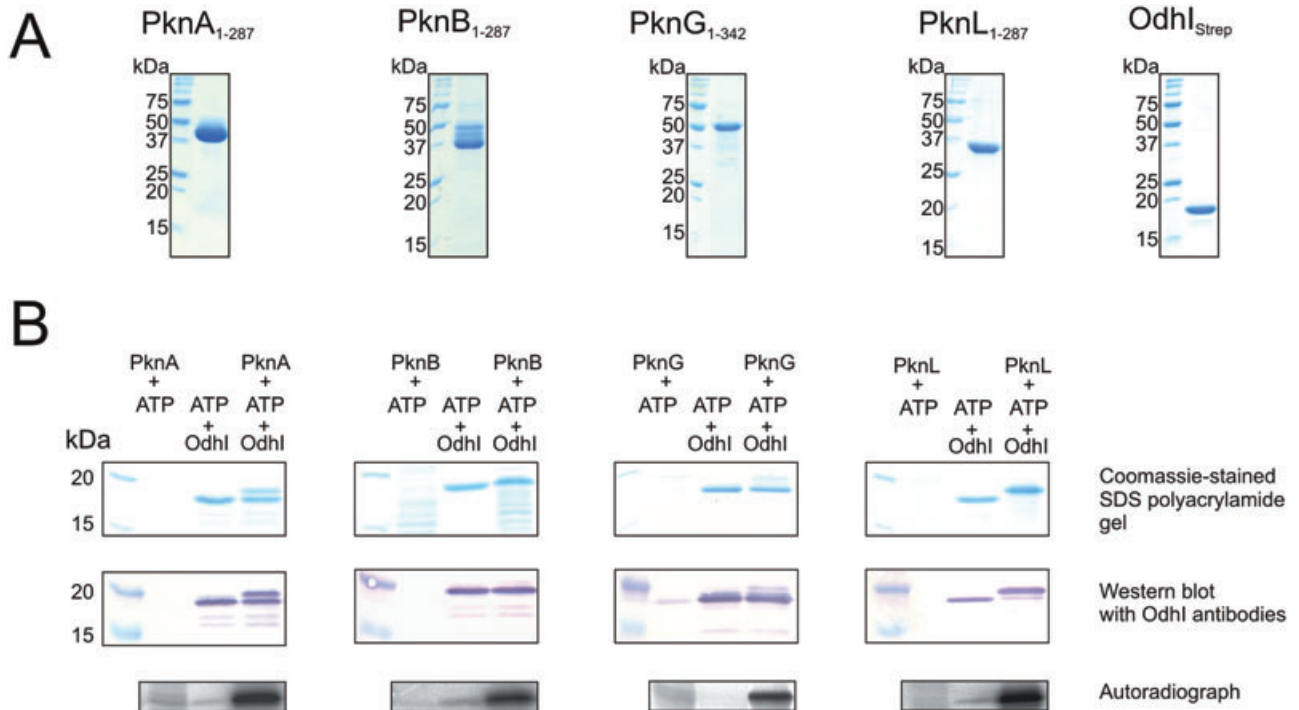 A
PknA1-287 PknB1-287 PknG1-342 PknL1-287 OdhIStrep
kDa kDa kDa kDa kDa
75 75 75 75 75
50 50 50 50 50
37 37 37 37 37
25 25 25 25 25
20 20 20 20 20
15 15 15 15 15
B
PknA PknA PknB PknB PknG PknG PknL PknL
+ + + + + + + +
ATP ATP ATP ATP ATP ATP ATP ATP ATP ATP ATP ATP
+ + + + + + + +
kDa OdhI OdhI OdhI OdhI OdhI OdhI OdhI OdhI
20 Coomassie-stained
SDS polyacrylamide
15 gel
20 Western blot
15 with OdhI antibodies
Autoradiograph